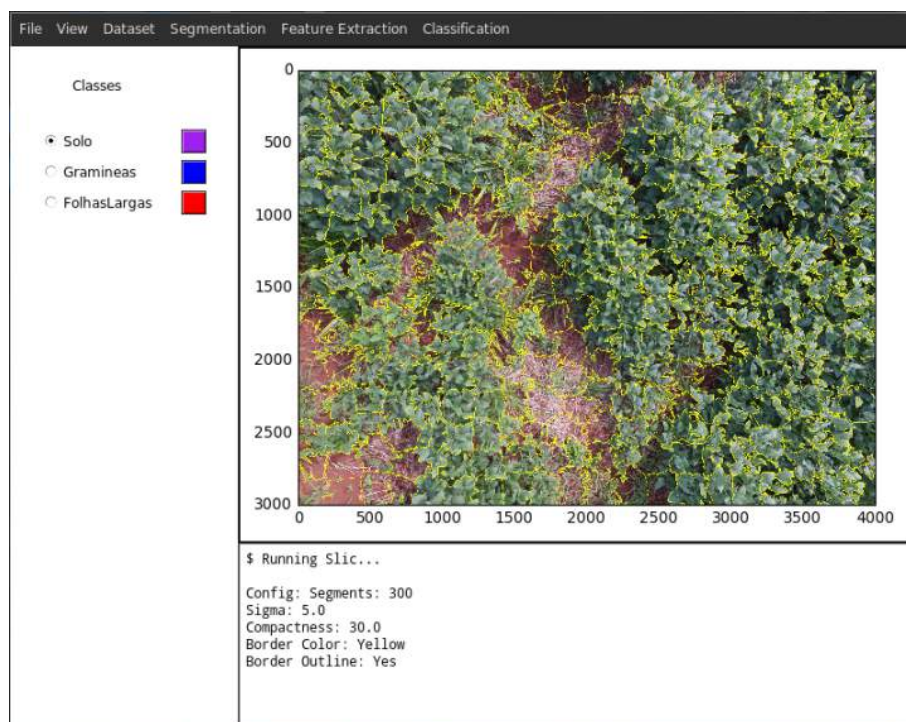 File View Dataset Segmentation Feature Extraction Classification
Classes
Solo
Gramineas
FolhasLargas
0
500
1000
1500
2000
2500
3000
0 500 1000 1500 2000 2500 3000 3500 4000
$ Running Slic...
Config: Segments: 300
Sigma: 5.0
Compactness: 30.0
Border Color: Yellow
Border Outline: Yes